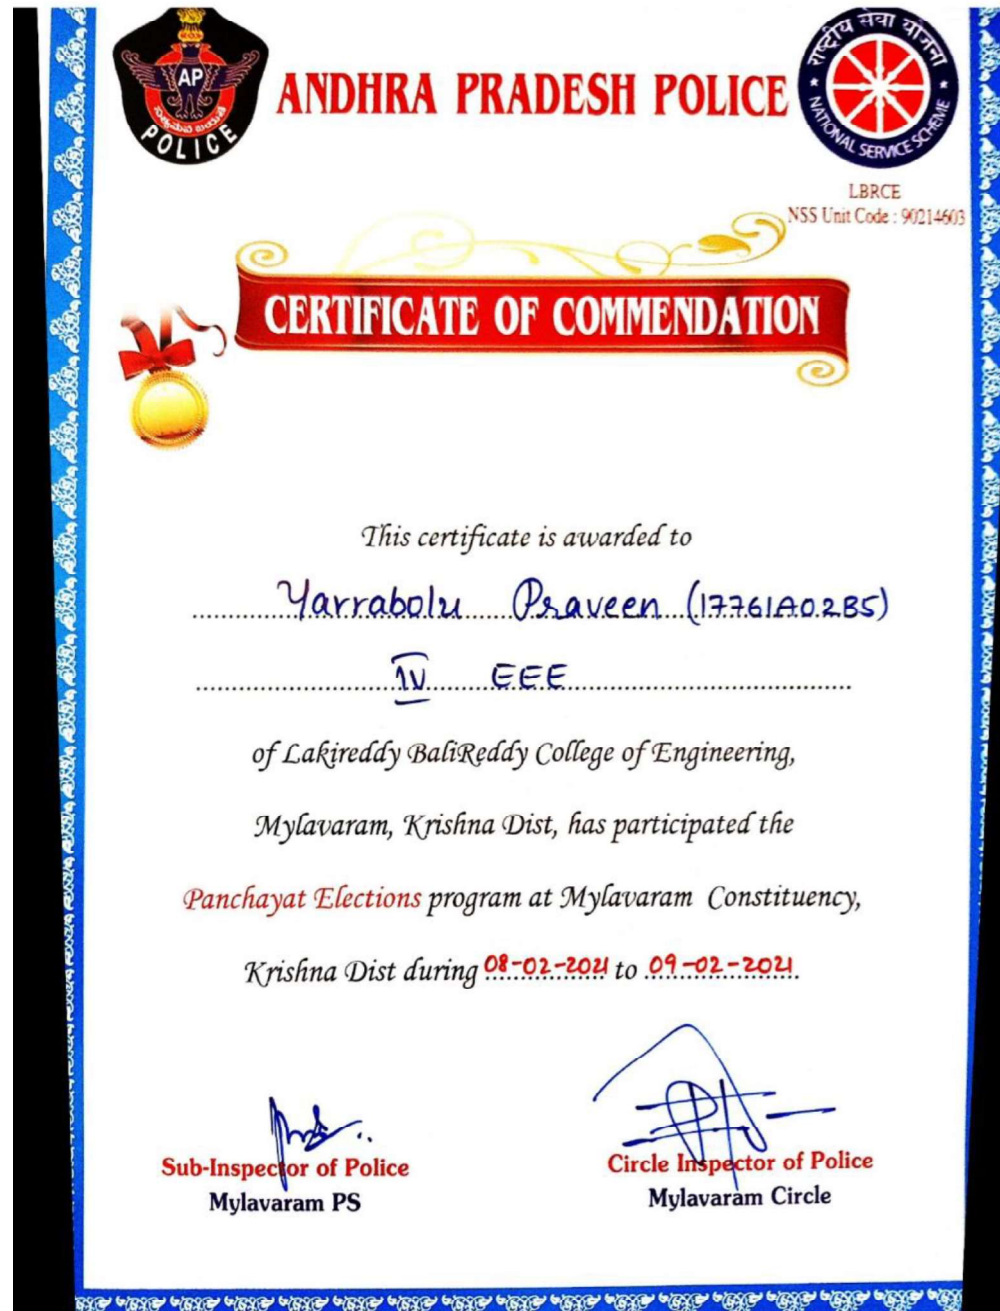 AP
సత్యమేవ జయతే
POLICE
ANDHRA PRADESH POLICE
राष्ट्रीय सेवा योजना
NATIONAL SERVICE SCHEME
LBRCE
NSS Unit Code : 90214603
CERTIFICATE OF COMMENDATION
This certificate is awarded to
Yarrabolu Praveen (17761A02B5)
IV EEE
of Lakireddy BaliReddy College of Engineering,
Mylavaram, Krishna Dist, has participated the
Panchayat Elections program at Mylavaram Constituency,
Krishna Dist during 08-02-2021 to 09-02-2021.
Sub-Inspector of Police
Mylavaram PS
Circle Inspector of Police
Mylavaram Circle